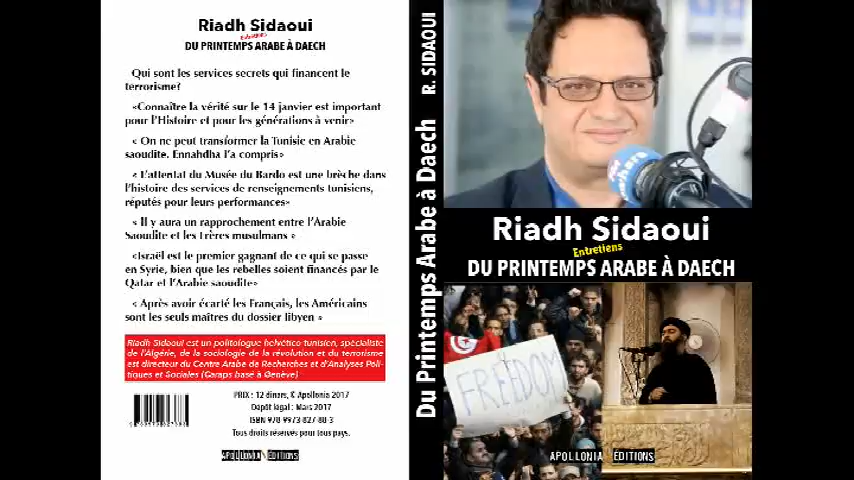 Riadh Sidaoui
Entretiens
DU PRINTEMPS ARABE À DAECH
Qui sont les services secrets qui financent le
terrorisme?
«Connaître la vérité sur le 14 janvier est important
pour l'Histoire et pour les générations à venir»
« On ne peut transformer la Tunisie en Arabie
saoudite. Ennahdha l'a compris»
« L'attentat du Musée du Bardo est une brèche dans
l'histoire des services de renseignements tunisiens,
réputés pour leurs performances»
« Il y aura un rapprochement entre l'Arabie
Saoudite et les Frères musulmans »
«Israël est le premier gagnant de ce qui se passe
en Syrie, bien que les rebelles soient financés par le
Qatar et l'Arabie saoudite»
« Après avoir écarté les Français, les Américains
sont les seuls maîtres du dossier libyen »
Riadh Sidaoui est un politologue helvético-tunisien, spécialiste
de l'Algérie, de la sociologie de la révolution et du terrorisme
est directeur du Centre Arabe de Recherches et d'Analyses Poli-
tiques et Sociales (Caraps basé à Genève)
PRIX : 12 dinars, © Apollonia 2017
Dépôt légal : Mars 2017
ISBN 978-9973-827-88-3
Tous droits réservés pour tous pays.
APOLLONIA ÉDITIONS
Du Printemps Arabe à Daech R. SIDAOUI
Riadh Sidaoui
Entretiens
DU PRINTEMPS ARABE À DAECH
FREEDOM
APOLLONIA ÉDITIONS